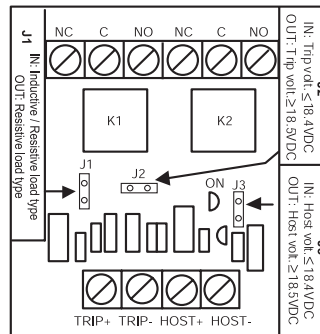 NC C NO NC C NO
J1
IN: Inductive / Resistive load type
OUT: Resistive load type
IN: Trip volt.≤18.4VDC
OUT: Trip volt.≥18.5VDC
K1
K2
J1
J2
ON
J3
IN: Host volt.≤18.4VDC
OUT: Host volt.≥18.5VDC
TRIP+ TRIP- HOST+ HOST-